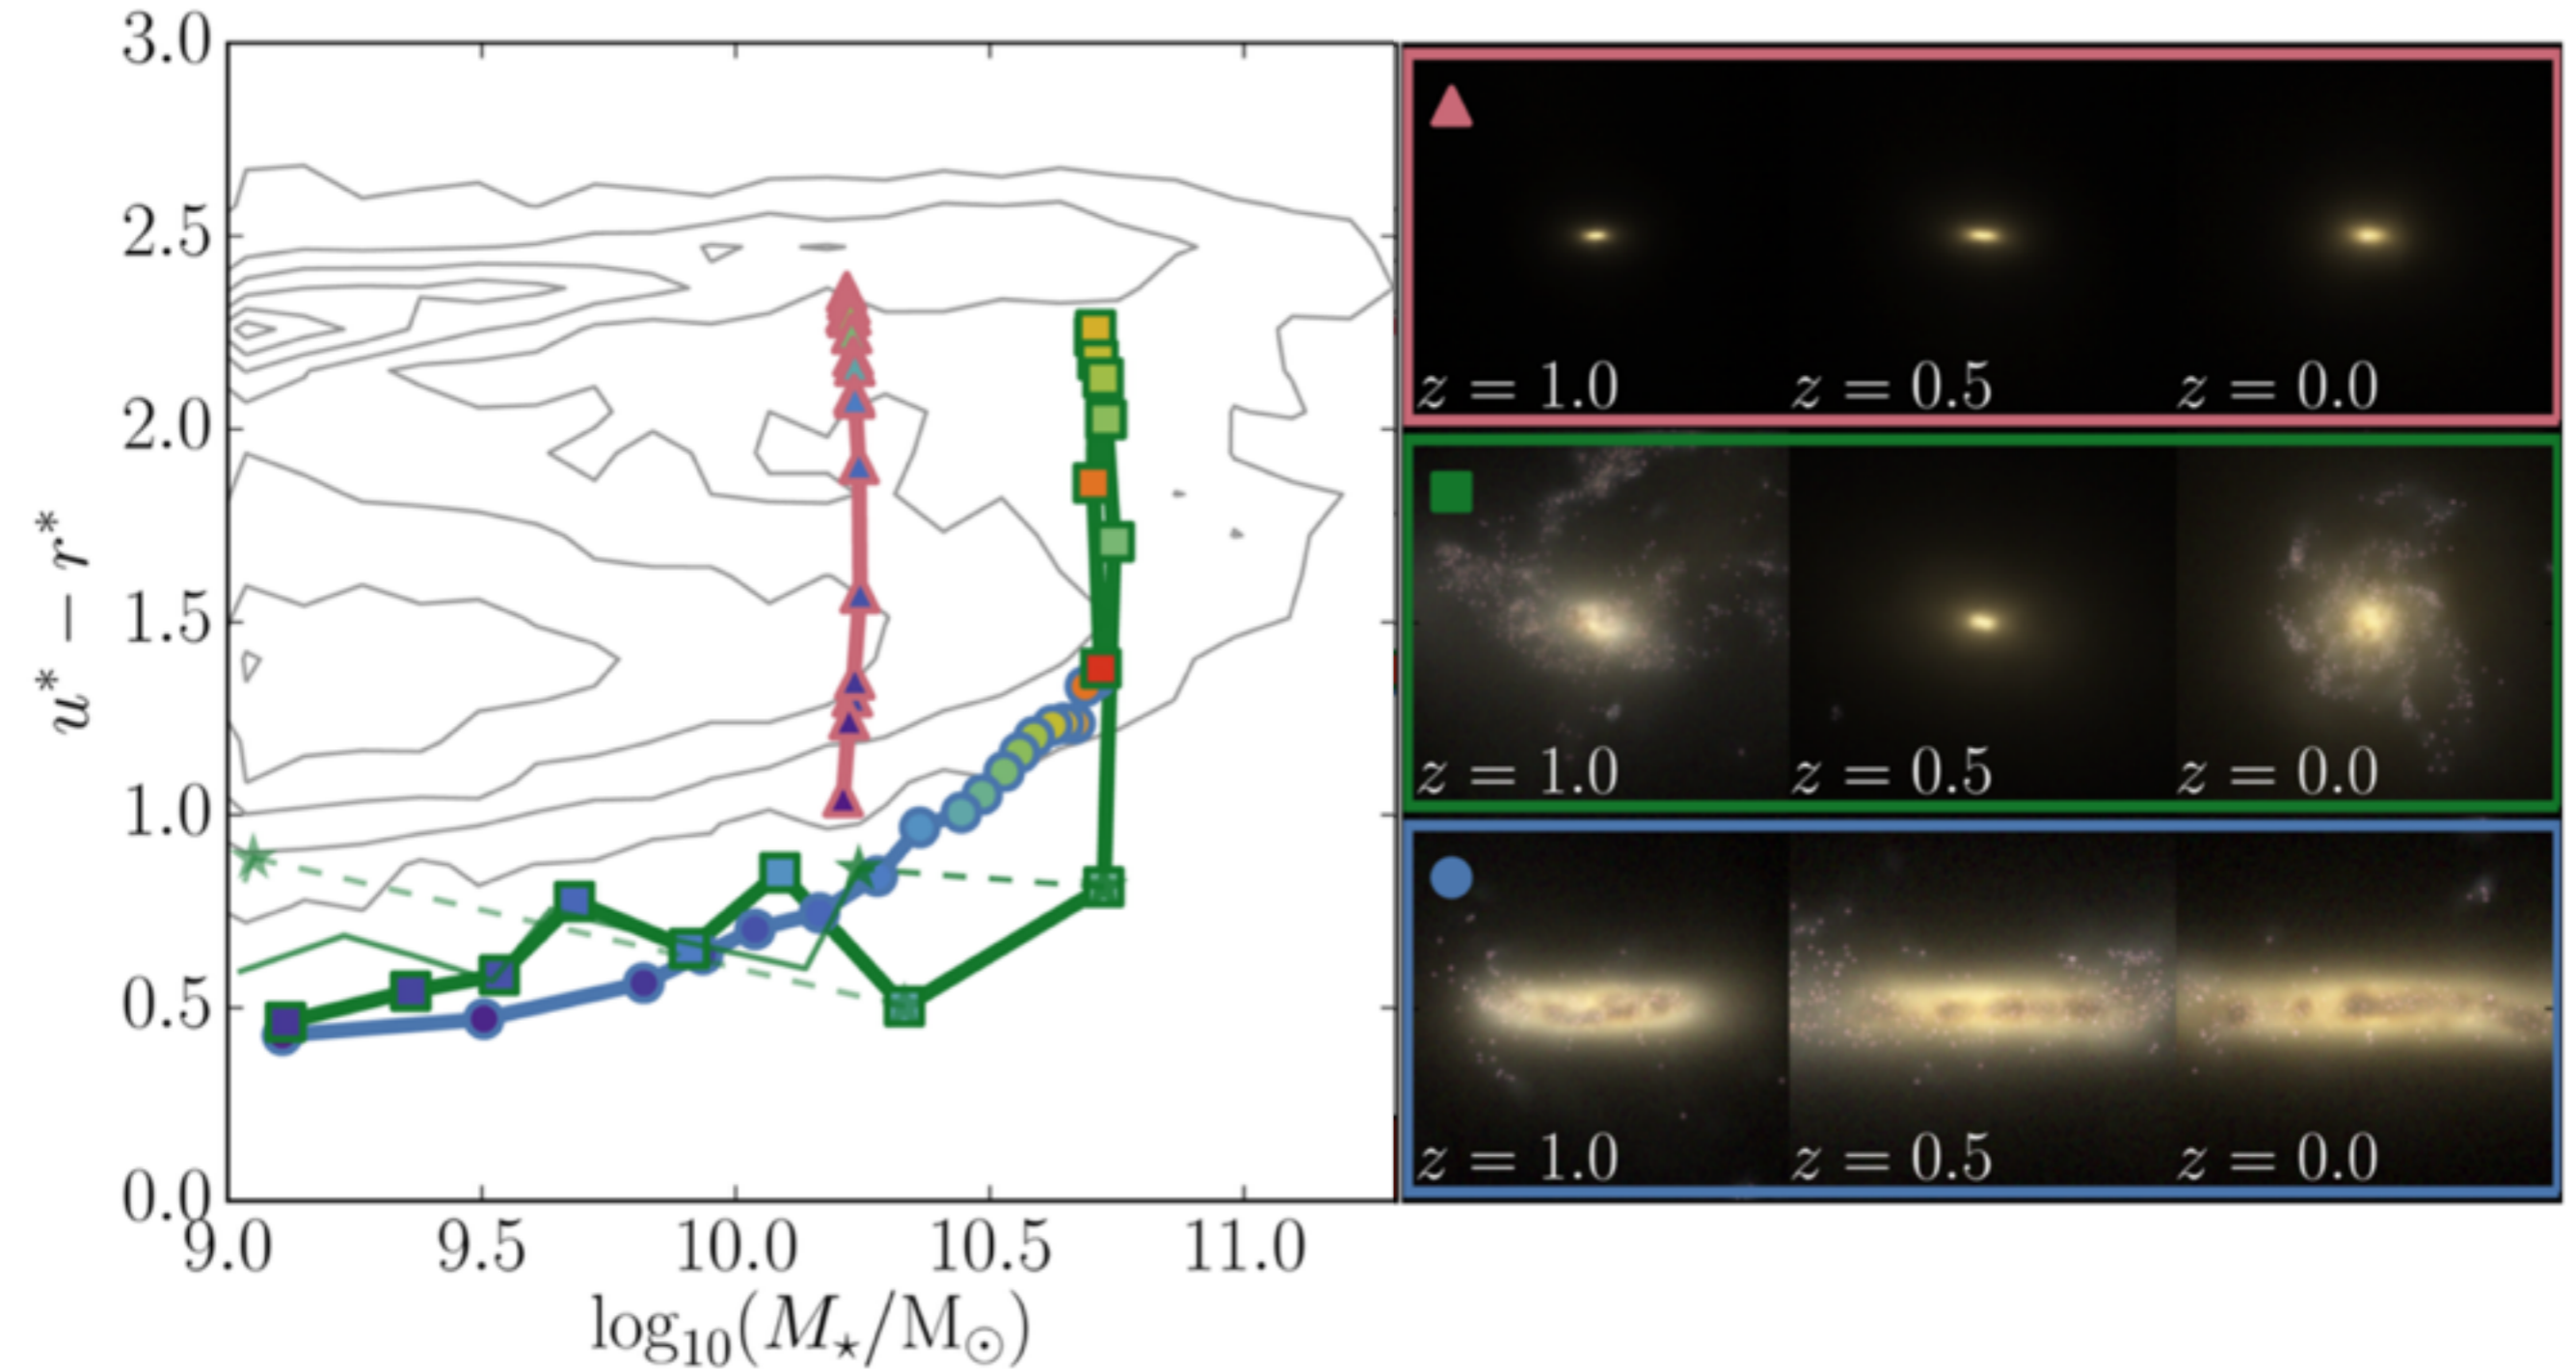 3.0
2.5
2.0
1.5
1.0
0.5
0.0
u* − r*
9.0 9.5 10.0 10.5 11.0
log₁₀(M⋆/M⊙)
z = 1.0 z = 0.5 z = 0.0
z = 1.0 z = 0.5 z = 0.0
z = 1.0 z = 0.5 z = 0.0